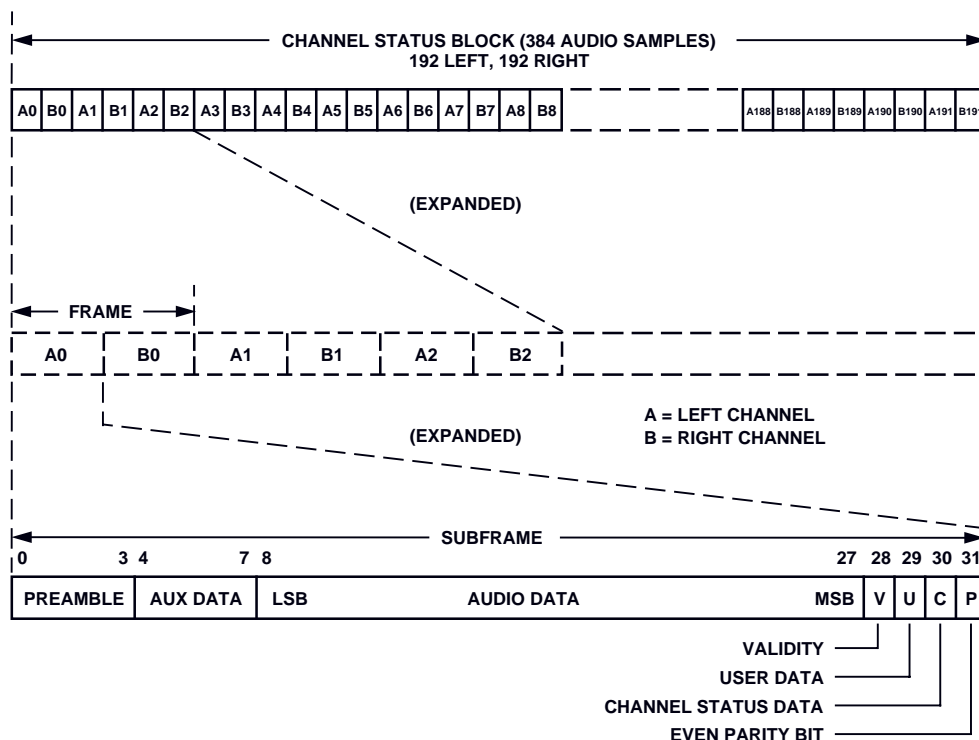 CHANNEL STATUS BLOCK (384 AUDIO SAMPLES)
192 LEFT, 192 RIGHT
A0 B0 A1 B1 A2 B2 A3 B3 A4 B4 A5 B5 A6 B6 A7 B7 A8 B8 A188 B188 A189 B189 A190 B190 A191 B191
(EXPANDED)
FRAME
A0 B0 A1 B1 A2 B2
A = LEFT CHANNEL
B = RIGHT CHANNEL
(EXPANDED)
SUBFRAME
0 3 4 7 8 27 28 29 30 31
PREAMBLE AUX DATA LSB AUDIO DATA MSB V U C P
VALIDITY
USER DATA
CHANNEL STATUS DATA
EVEN PARITY BIT